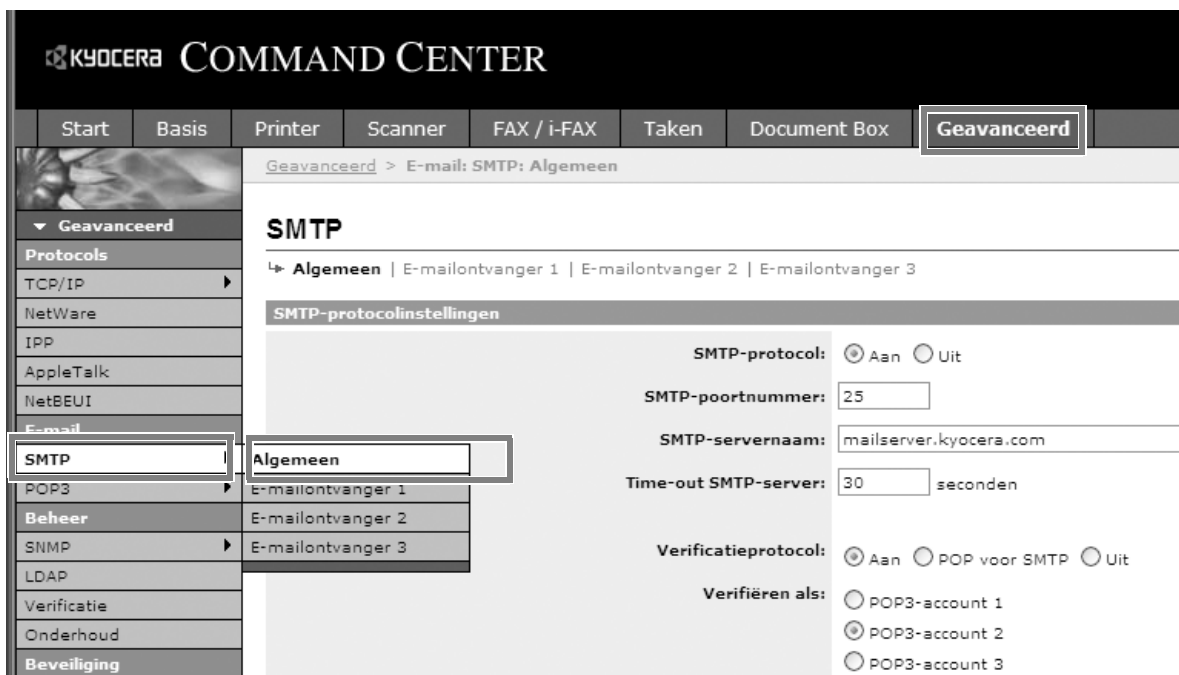 KYOCERA COMMAND CENTER
Start Basis Printer Scanner FAX / i-FAX Taken Document Box Geavanceerd
Geavanceerd > E-mail: SMTP: Algemeen
Geavanceerd
Protocols
TCP/IP
NetWare
IPP
AppleTalk
NetBEUI
E-mail
SMTP
POP3
Beheer
SNMP
LDAP
Verificatie
Onderhoud
Beveiliging
Algemeen
E-mailontvanger 1
E-mailontvanger 2
E-mailontvanger 3
SMTP
Algemeen | E-mailontvanger 1 | E-mailontvanger 2 | E-mailontvanger 3
SMTP-protocolinstellingen
SMTP-protocol: Aan Uit
SMTP-poortnummer: 25
SMTP-servernaam: mailserver.kyocera.com
Time-out SMTP-server: 30 seconden
Verificatieprotocol: Aan POP voor SMTP Uit
Verifiëren als: POP3-account 1
POP3-account 2
POP3-account 3